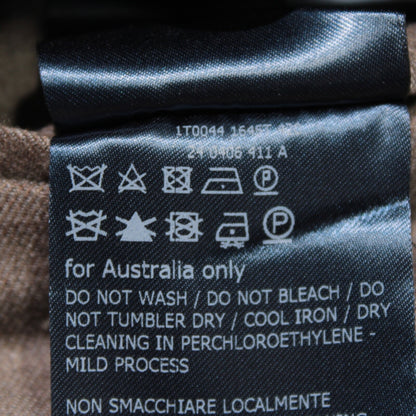 24 0406 411 A
for Australia only
DO NOT WASH / DO NOT BLEACH / DO
NOT TUMBLER DRY / COOL IRON / DRY
CLEANING IN PERCHLOROETHYLENE -
MILD PROCESS
NON SMACCHIARE LOCALMENTE